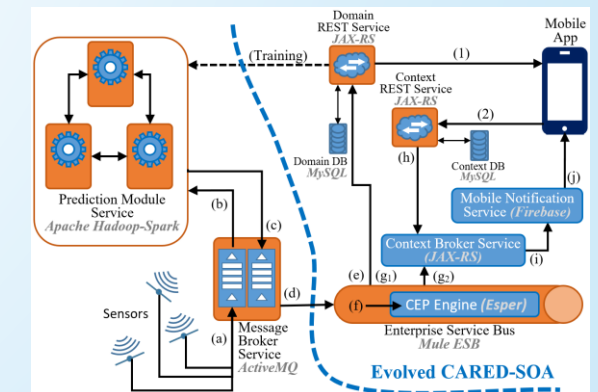 Domain
REST Service
JAX-RS
Mobile
App
(Training)
(1)
Context
REST Service
JAX-RS
(2)
Domain DB
MySQL
(h)
Context DB
MySQL
(j)
Prediction Module
Service
Apache Hadoop-Spark
(b)
(c)
Mobile Notification
Service (Firebase)
Context Broker Service
(JAX-RS)
(i)
(e)
(g1)
(g2)
(d)
(f)
CEP Engine (Esper)
Sensors
(a)
Message
Broker
Service
ActiveMQ
Enterprise Service Bus
Mule ESB
Evolved CARED-SOA